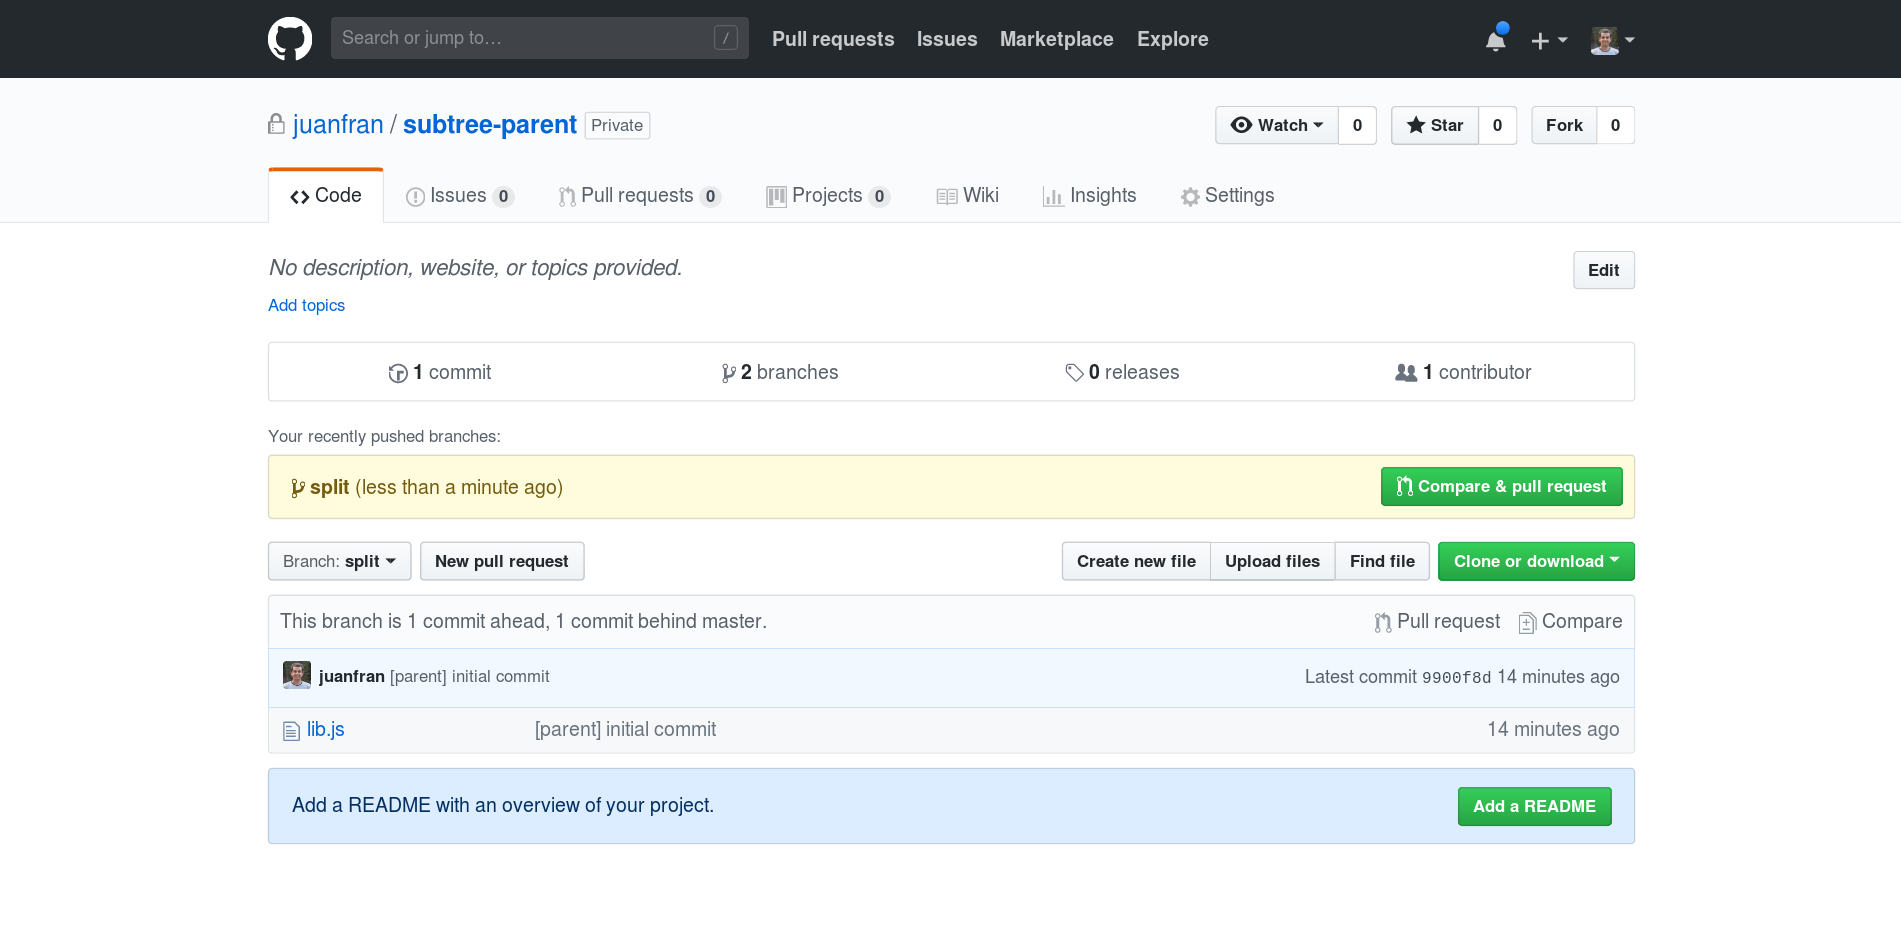 Search or jump to… / Pull requests Issues Marketplace Explore
juanfran / subtree-parent Private Watch 0 Star 0 Fork 0
Code Issues 0 Pull requests 0 Projects 0 Wiki Insights Settings
No description, website, or topics provided. Edit
Add topics
1 commit 2 branches 0 releases 1 contributor
Your recently pushed branches:
split (less than a minute ago) Compare & pull request
Branch: split New pull request Create new file Upload files Find file Clone or download
This branch is 1 commit ahead, 1 commit behind master. Pull request Compare
juanfran [parent] initial commit Latest commit 9900f8d 14 minutes ago
lib.js [parent] initial commit 14 minutes ago
Add a README with an overview of your project. Add a README